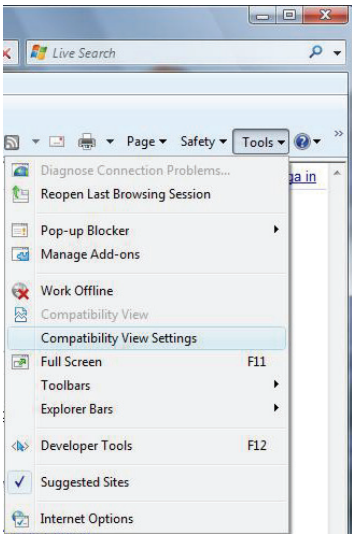 Live Search
Page Safety Tools
Diagnose Connection Problems...
ga in
Reopen Last Browsing Session
Pop-up Blocker
Manage Add-ons
Work Offline
Compatibility View
Compatibility View Settings
Full Screen F11
Toolbars
Explorer Bars
Developer Tools F12
Suggested Sites
Internet Options